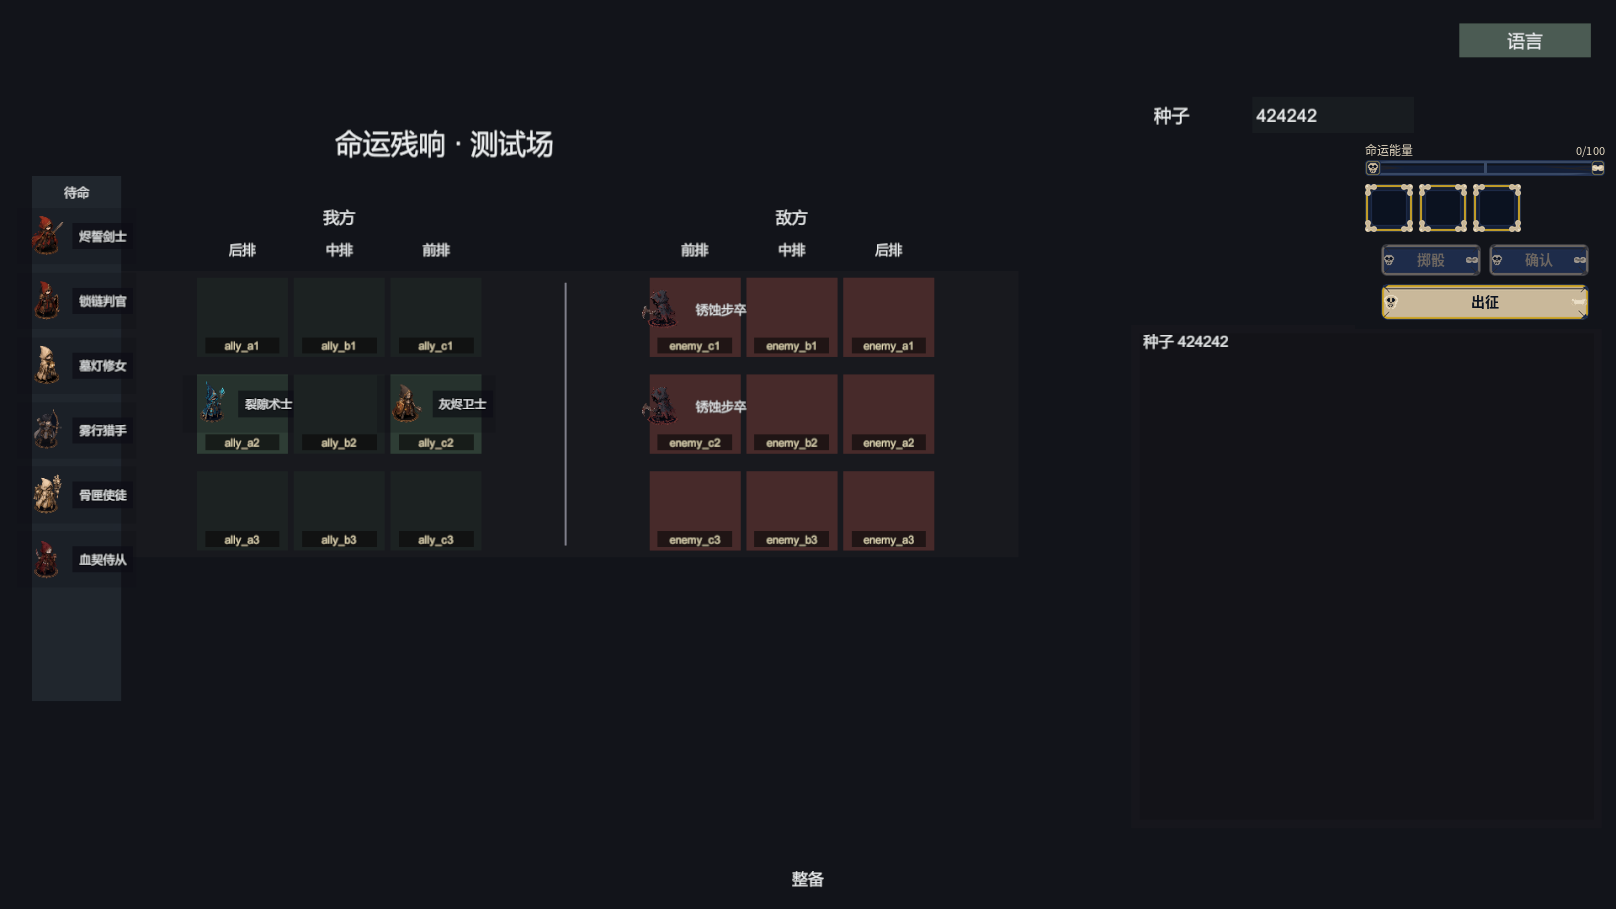 语言
种子 424242
命运残响 · 测试场
命运能量 0/100
待命
我方 敌方
后排 中排 前排 前排 中排 后排
掷骰 确认
出征
烬誓剑士
锁链判官
墓灯修女
雾行猎手
骨匣使徒
血契侍从
锈蚀步卒
ally_a1 ally_b1 ally_c1 enemy_c1 enemy_b1 enemy_a1
裂隙术士 灰烬卫士 锈蚀步卒
ally_a2 ally_b2 ally_c2 enemy_c2 enemy_b2 enemy_a2
ally_a3 ally_b3 ally_c3 enemy_c3 enemy_b3 enemy_a3
种子 424242
整备